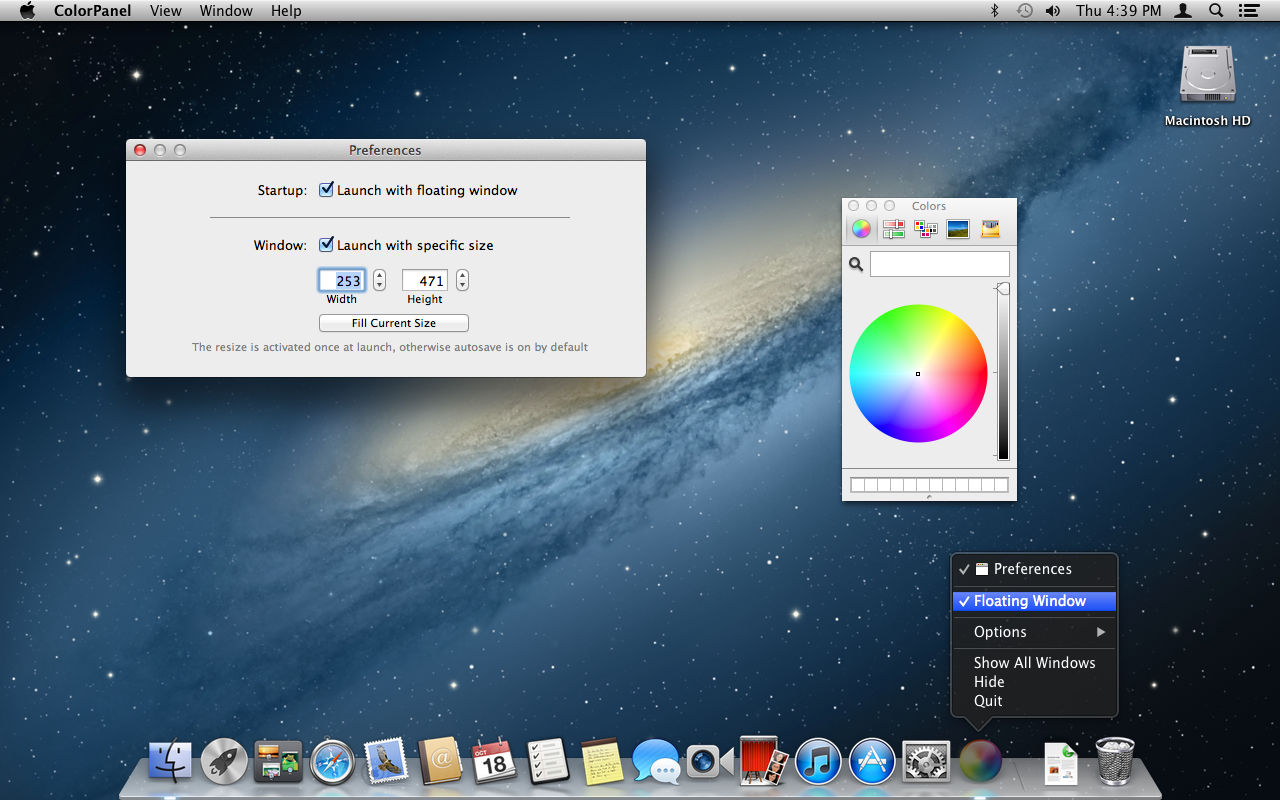 ColorPanel View Window Help Thu 4:39 PM
Macintosh HD
Preferences
Startup: Launch with floating window
Window: Launch with specific size
253 471
Width Height
Fill Current Size
The resize is activated once at launch, otherwise autosave is on by default
Colors
Preferences
Floating Window
Options
Show All Windows
Hide
Quit
OCT
18